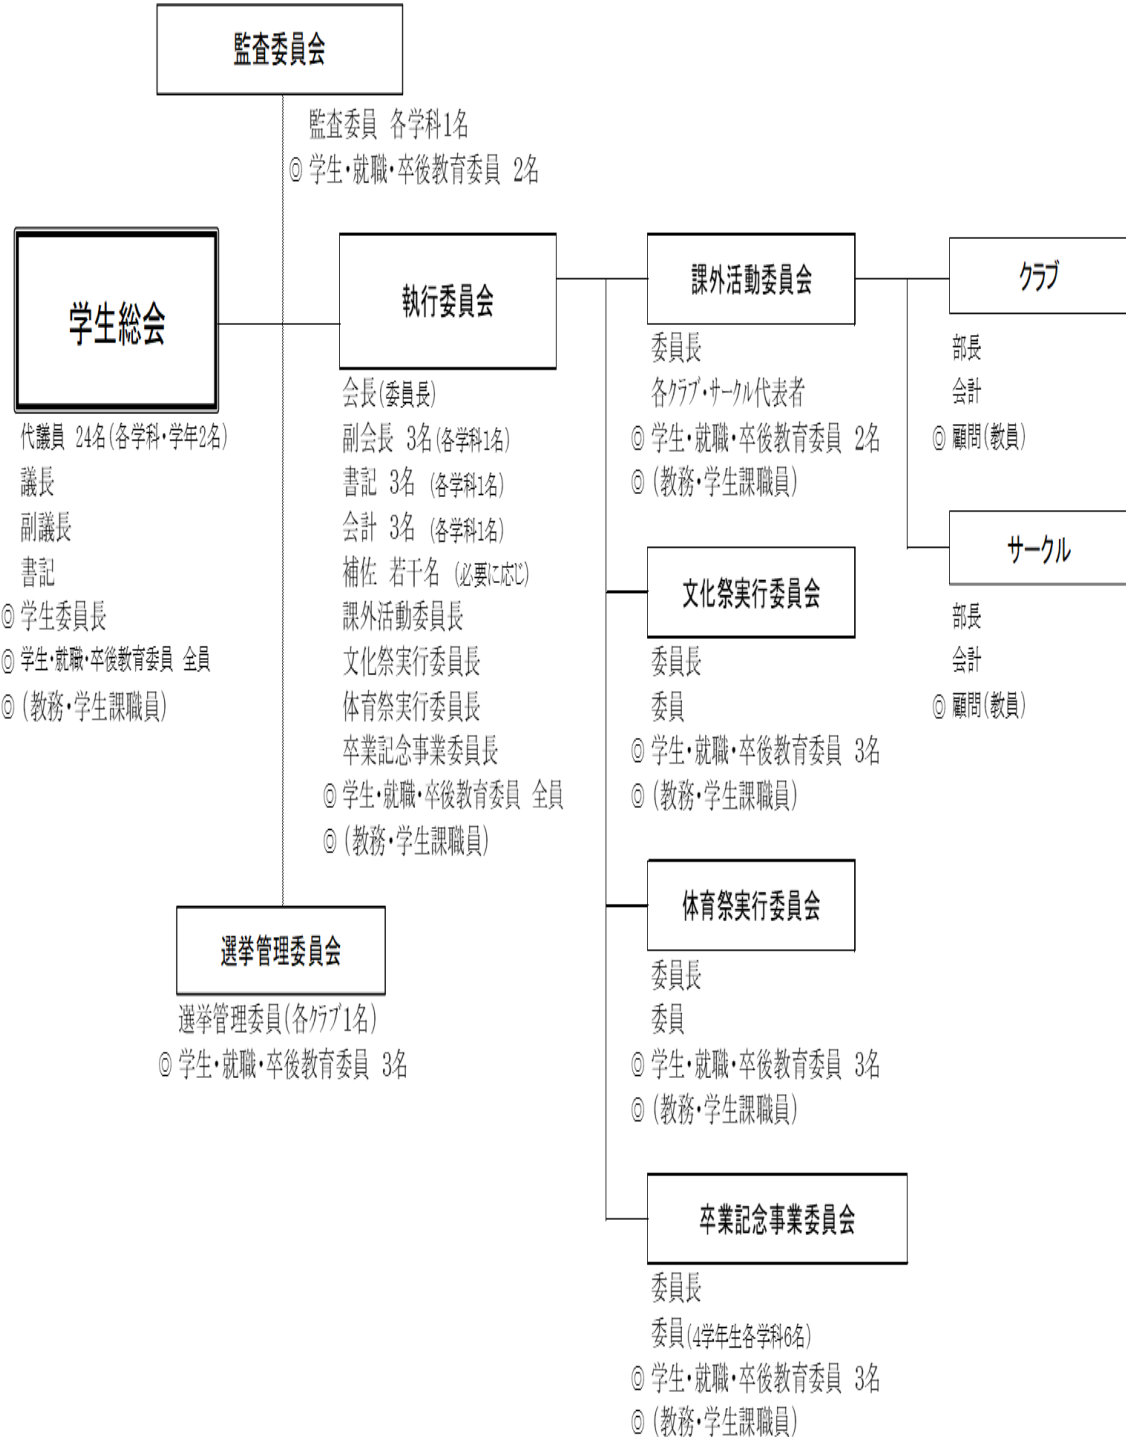 監査委員会
監査委員 各学科1名
◎ 学生・就職・卒後教育委員 2名
学生総会
代議員 24名(各学科・学年2名)
議長
副議長
書記
◎ 学生委員長
◎ 学生・就職・卒後教育委員 全員
◎ (教務・学生課職員)
執行委員会
会長(委員長)
副会長 3名(各学科1名)
書記 3名 (各学科1名)
会計 3名 (各学科1名)
補佐 若干名 (必要に応じ)
課外活動委員長
文化祭実行委員長
体育祭実行委員長
卒業記念事業委員長
◎ 学生・就職・卒後教育委員 全員
◎ (教務・学生課職員)
選挙管理委員会
選挙管理委員(各クラブ1名)
◎ 学生・就職・卒後教育委員 3名
課外活動委員会
委員長
各クラブ・サークル代表者
◎ 学生・就職・卒後教育委員 2名
◎ (教務・学生課職員)
文化祭実行委員会
委員長
委員
◎ 学生・就職・卒後教育委員 3名
◎ (教務・学生課職員)
体育祭実行委員会
委員長
委員
◎ 学生・就職・卒後教育委員 3名
◎ (教務・学生課職員)
卒業記念事業委員会
委員長
委員(4学年生各学科6名)
◎ 学生・就職・卒後教育委員 3名
◎ (教務・学生課職員)
クラブ
部長
会計
◎ 顧問(教員)
サークル
部長
会計
◎ 顧問(教員)